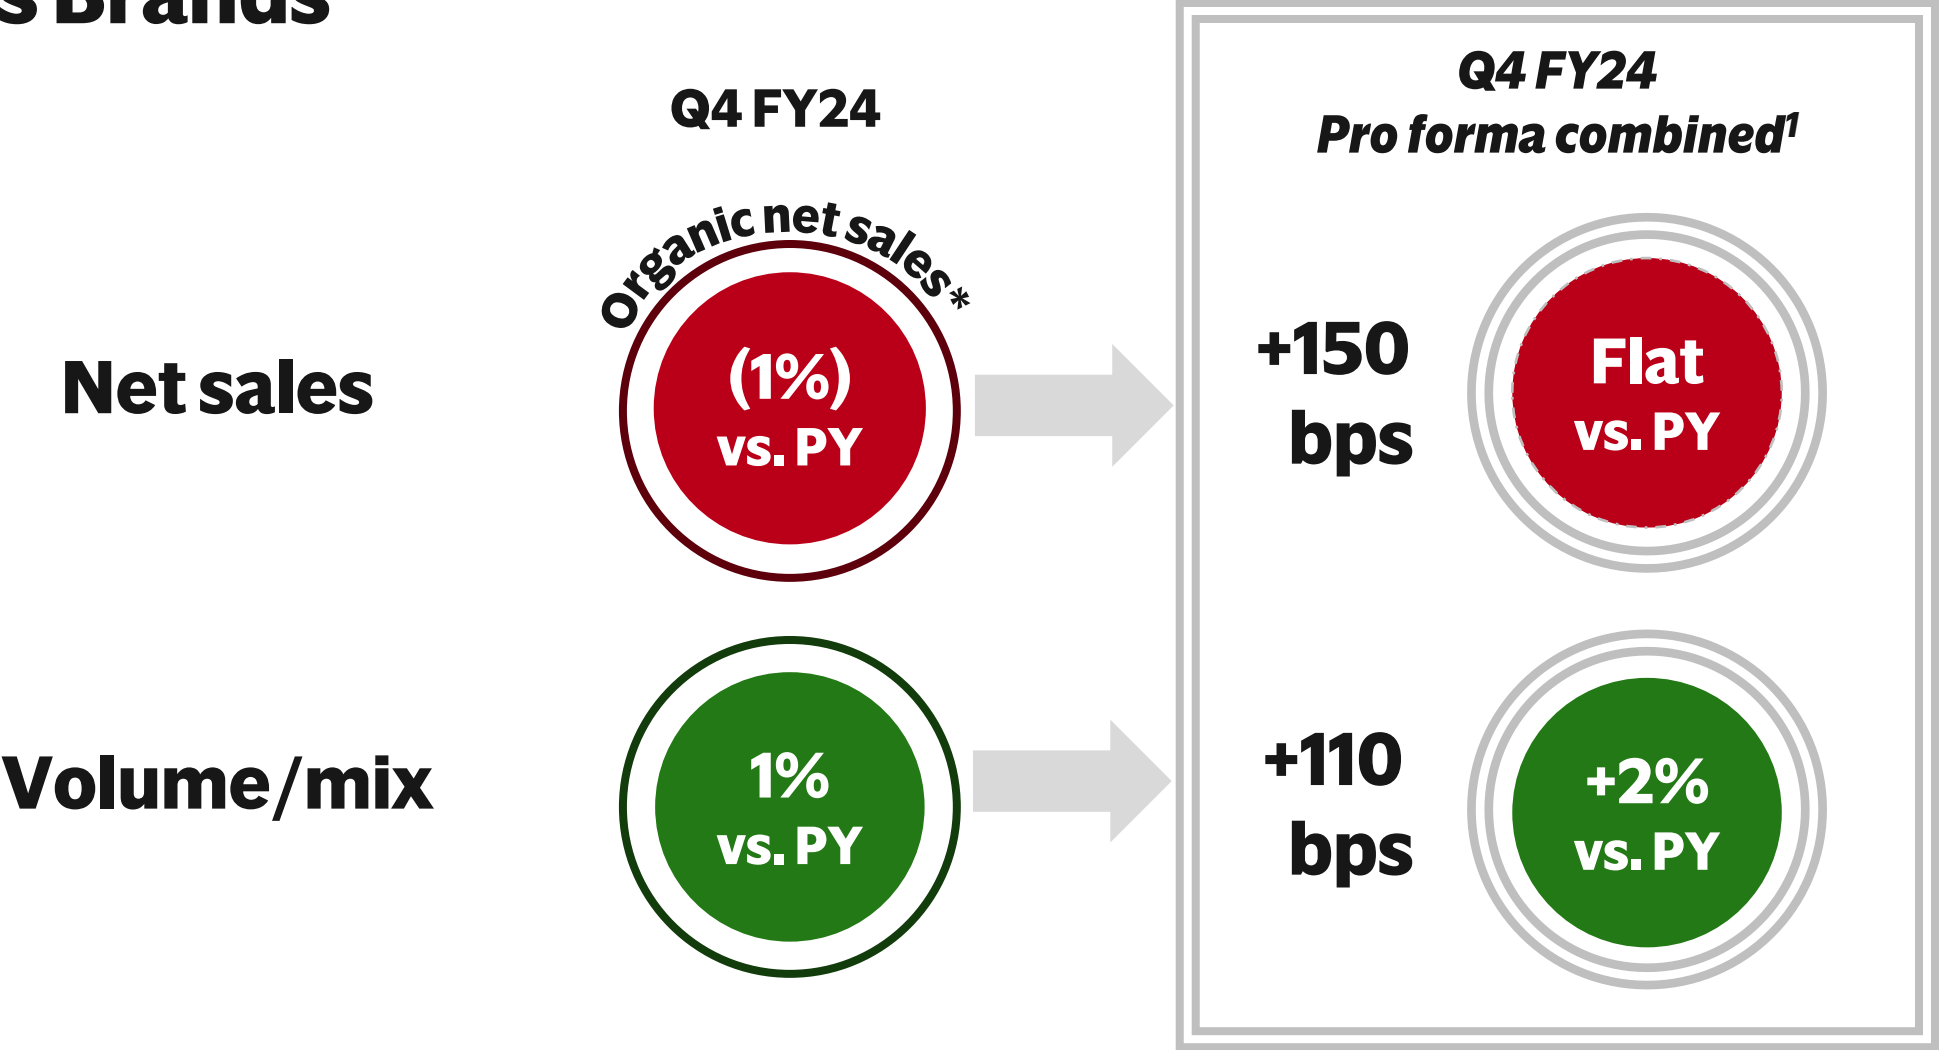 s Brands
Q4 FY24
Q4 FY24
Pro forma combined¹
Organic net sales*
Net sales
(1%)
vs. PY
+150
bps
Flat
vs. PY
Volume/mix
1%
vs. PY
+110
bps
+2%
vs. PY